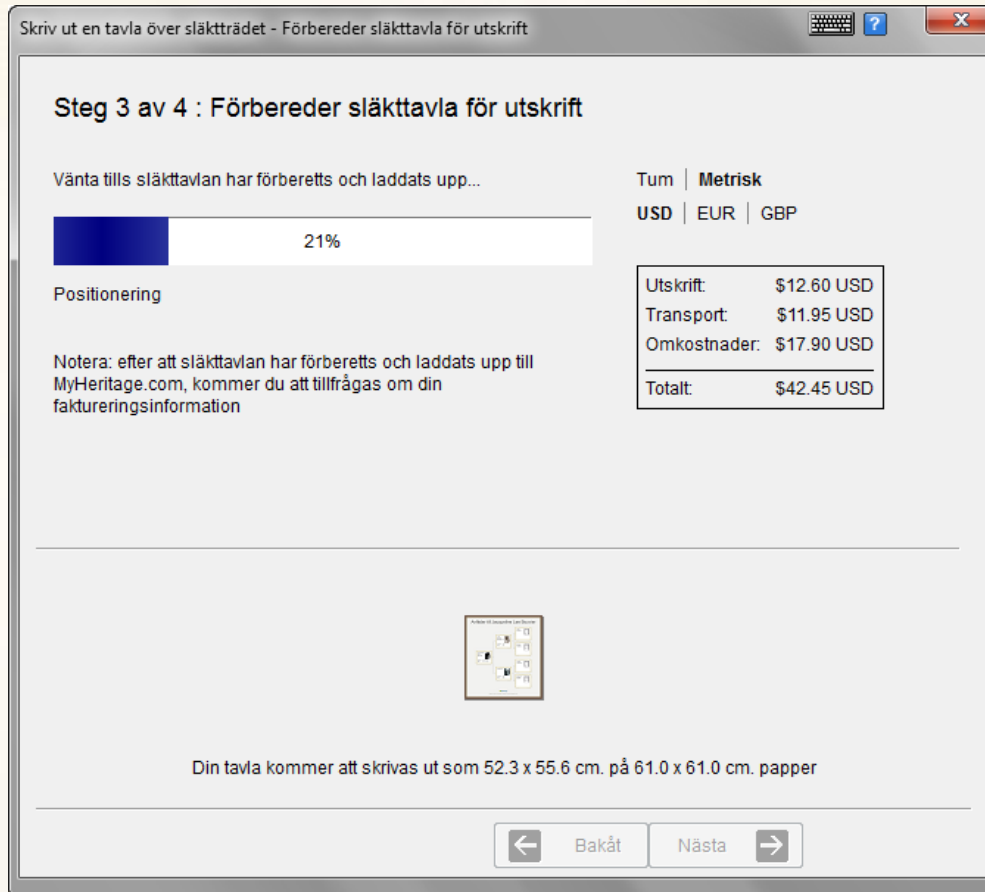 Skriv ut en tavla över släktträdet - Förbereder släkttavla för utskrift
Steg 3 av 4 : Förbereder släkttavla för utskrift
Vänta tills släkttavlan har förberetts och laddats upp...
21%
Positionering
Notera: efter att släkttavlan har förberetts och laddats upp till
MyHeritage.com, kommer du att tillfrågas om din
faktureringsinformation
Tum | Metrisk
USD | EUR | GBP
Utskrift: $12.60 USD
Transport: $11.95 USD
Omkostnader: $17.90 USD
Totalt: $42.45 USD
Din tavla kommer att skrivas ut som 52.3 x 55.6 cm. på 61.0 x 61.0 cm. papper
Bakåt
Nästa